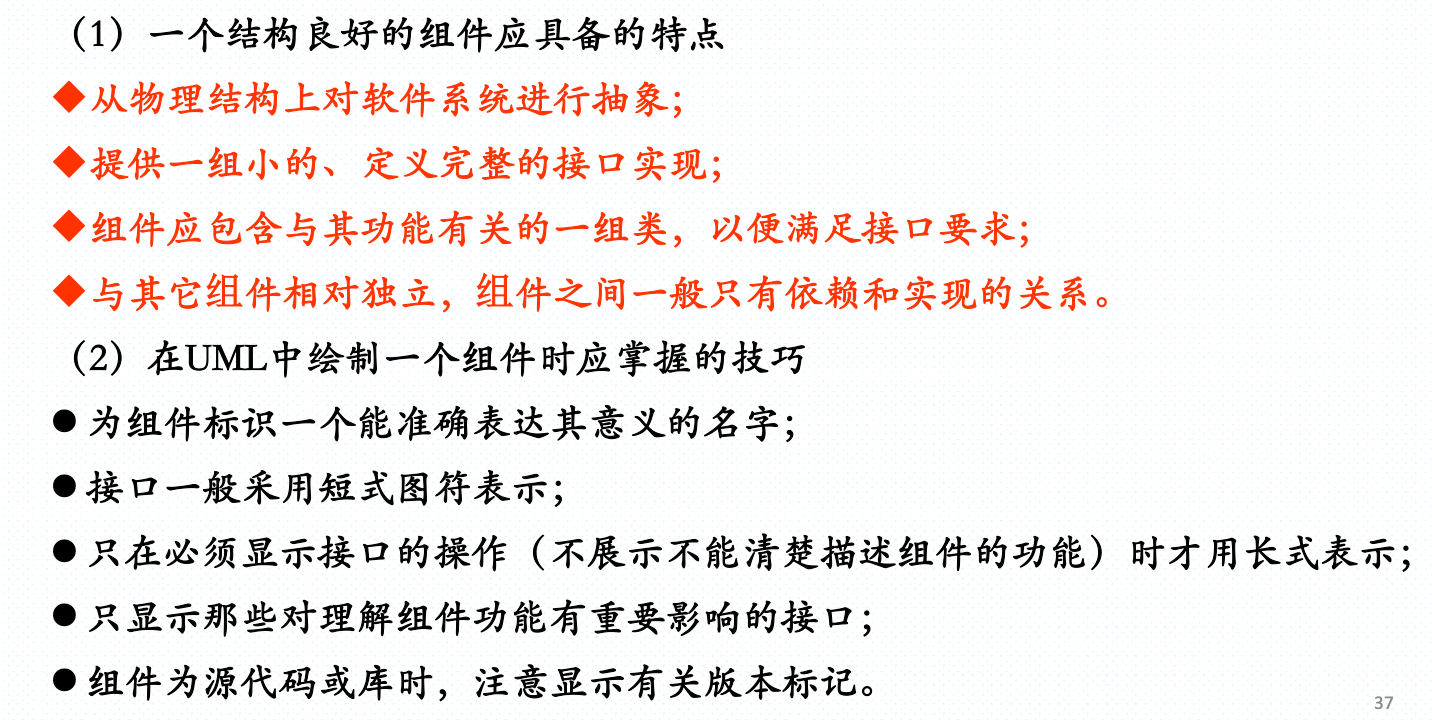 （1）一个结构良好的组件应具备的特点
◆从物理结构上对软件系统进行抽象；
◆提供一组小的、定义完整的接口实现；
◆组件应包含与其功能有关的一组类，以便满足接口要求；
◆与其它组件相对独立，组件之间一般只有依赖和实现的关系。
（2）在UML中绘制一个组件时应掌握的技巧
●为组件标识一个能准确表达其意义的名字；
●接口一般采用短式图符表示；
●只在必须显示接口的操作（不展示不能清楚描述组件的功能）时才用长式表示；
●只显示那些对理解组件功能有重要影响的接口；
●组件为源代码或库时，注意显示有关版本标记。
37